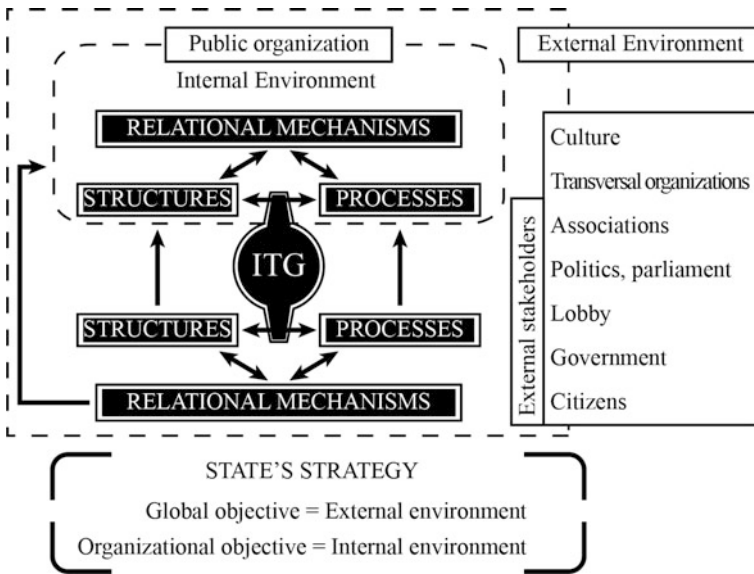 Public organization
External Environment
Internal Environment
RELATIONAL MECHANISMS
STRUCTURES
PROCESSES
ITG
STRUCTURES
PROCESSES
RELATIONAL MECHANISMS
External stakeholders
Culture
Transversal organizations
Associations
Politics, parliament
Lobby
Government
Citizens
STATE’S STRATEGY
Global objective = External environment
Organizational objective = Internal environment